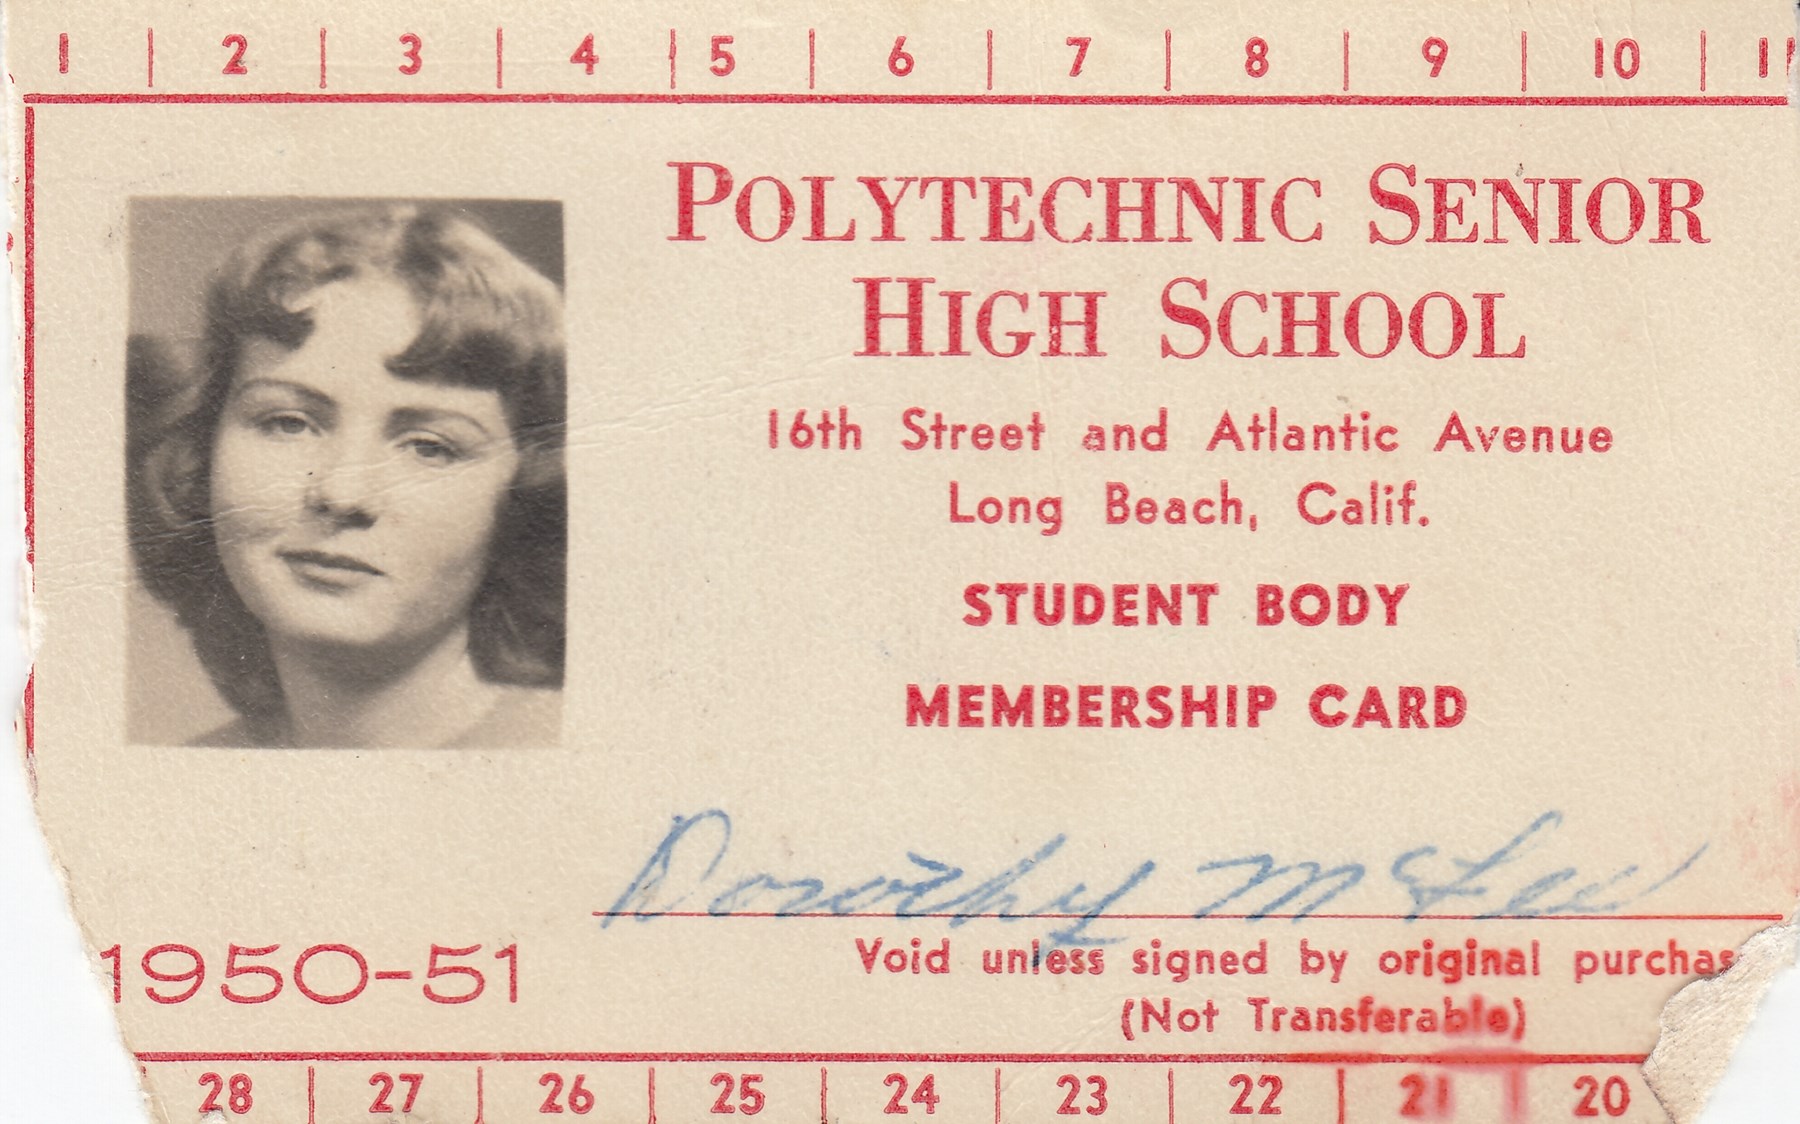 1 | 2 | 3 | 4 | 5 | 6 | 7 | 8 | 9 | 10 | 11
POLYTECHNIC SENIOR
HIGH SCHOOL
16th Street and Atlantic Avenue
Long Beach, Calif.
STUDENT BODY
MEMBERSHIP CARD
Dorothy
1950-51
Void unless signed by original purchas
(Not Transferable)
28 | 27 | 26 | 25 | 24 | 23 | 22 | 21 | 20